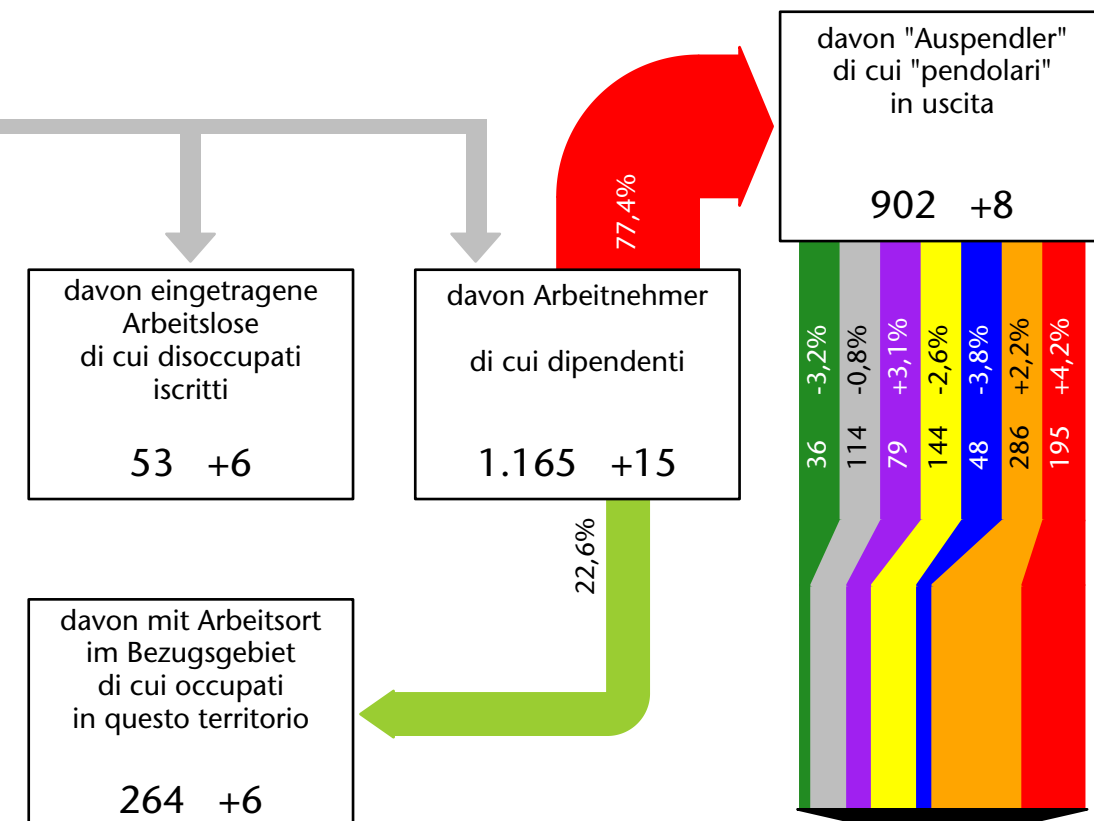 davon "Auspendler"
di cui "pendolari"
in uscita
902 +8
77,4%
davon eingetragene
Arbeitslose
di cui disoccupati
iscritti
53 +6
davon Arbeitnehmer
di cui dipendenti
1.165 +15
36 -3,2%
114 -0,8%
79 +3,1%
144 -2,6%
48 -3,8%
286 +2,2%
195 +4,2%
22,6%
davon mit Arbeitsort
im Bezugsgebiet
di cui occupati
in questo territorio
264 +6